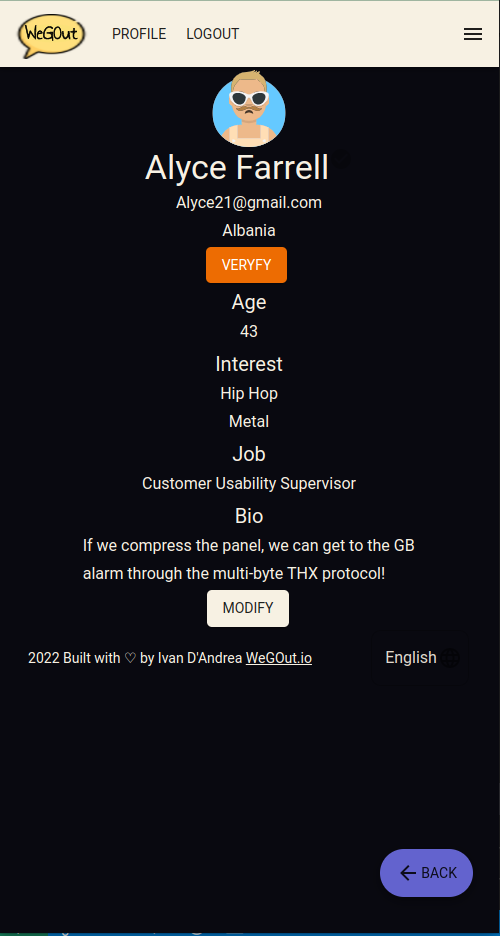 WeGOut
PROFILE LOGOUT
Alyce Farrell
Alyce21@gmail.com
Albania
VERYFY
Age
43
Interest
Hip Hop
Metal
Job
Customer Usability Supervisor
Bio
If we compress the panel, we can get to the GB
alarm through the multi-byte THX protocol!
MODIFY
2022 Built with ♡ by Ivan D'Andrea WeGOut.io
English
BACK